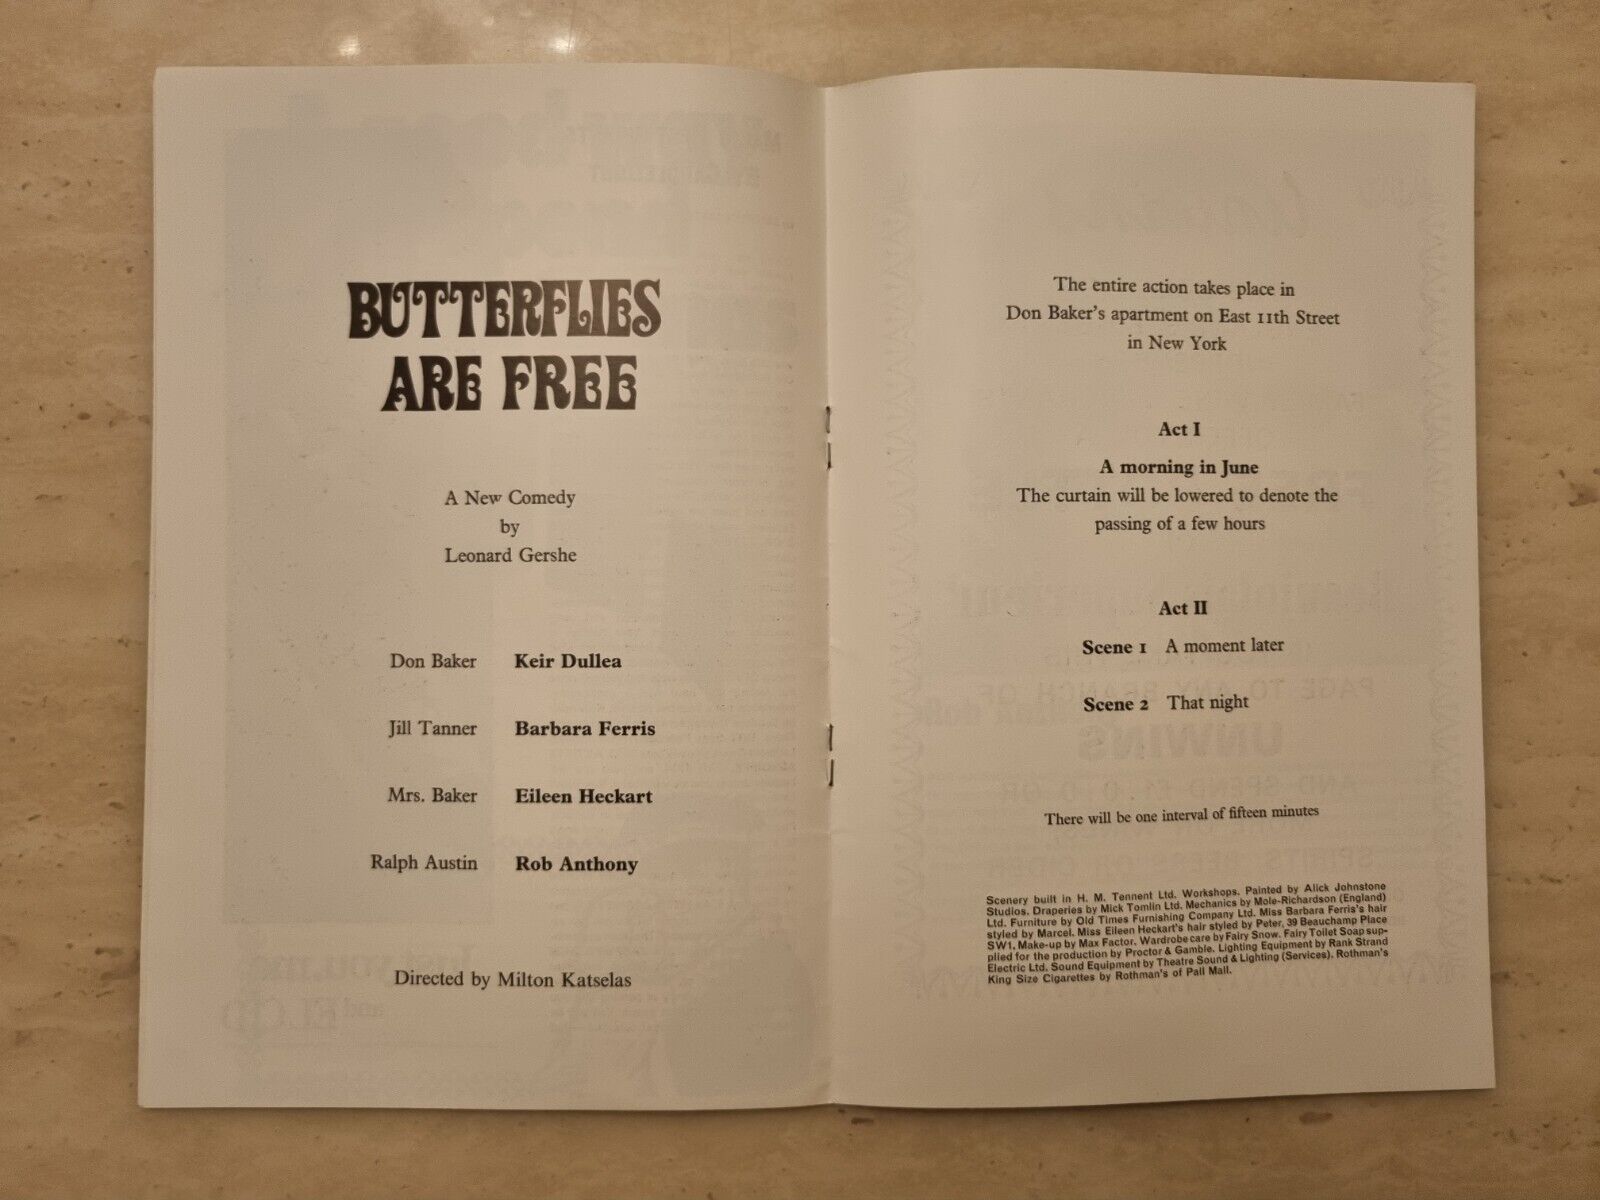 BUTTERFLIES
ARE FREE
A New Comedy
by
Leonard Gershe
Don Baker Keir Dullea
Jill Tanner Barbara Ferris
Mrs. Baker Eileen Heckart
Ralph Austin Rob Anthony
Directed by Milton Katselas
The entire action takes place in
Don Baker's apartment on East 11th Street
in New York
Act I
A morning in June
The curtain will be lowered to denote the
passing of a few hours
Act II
Scene 1 A moment later
Scene 2 That night
There will be one interval of fifteen minutes
Scenery built in H. M. Tennent Ltd. Workshops. Painted by Alick Johnstone
Studios. Draperies by Mick Tomlin Ltd. Mechanics by Mole-Richardson (England)
Ltd. Furniture by Old Times Furnishing Company Ltd. Miss Barbara Ferris's hair
styled by Marcel. Miss Eileen Heckart's hair styled by Peter, 39 Beauchamp Place
SW1. Make-up by Max Factor. Wardrobe care by Fairy Snow. Fairy Toilet Soap sup-
plied for the production by Proctor & Gamble. Lighting Equipment by Rank Strand
Electric Ltd. Sound Equipment by Theatre Sound & Lighting (Services). Rothman's
King Size Cigarettes by Rothman's of Pall Mall.